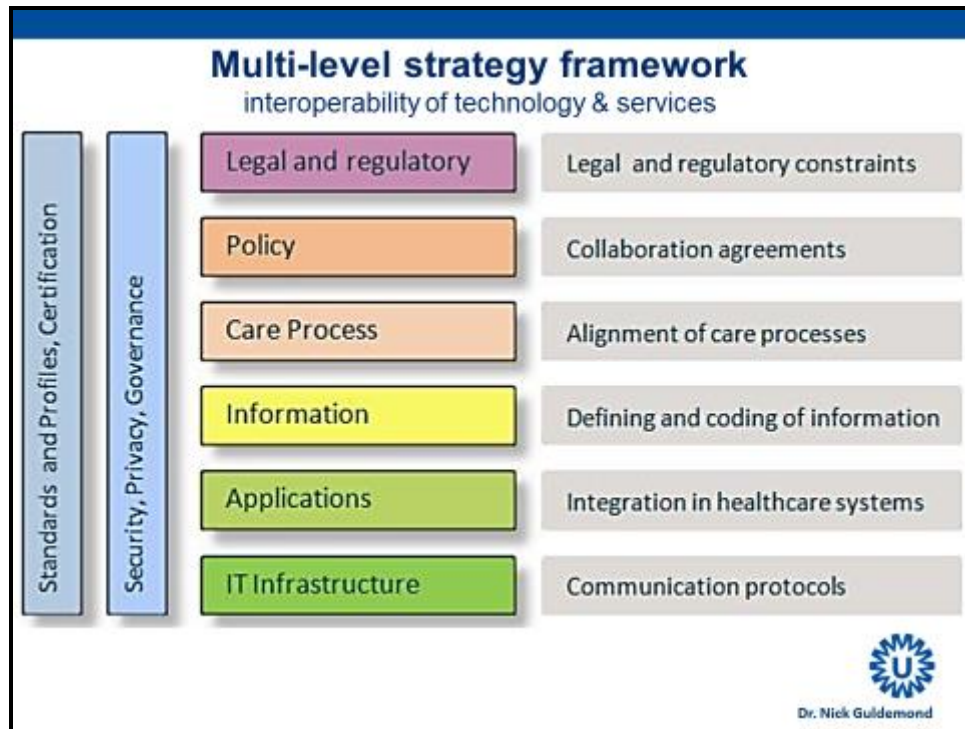 Multi-level strategy framework
interoperability of technology & services
Standards and Profiles, Certification
Security, Privacy, Governance
Legal and regulatory
Legal and regulatory constraints
Policy
Collaboration agreements
Care Process
Alignment of care processes
Information
Defining and coding of information
Applications
Integration in healthcare systems
IT Infrastructure
Communication protocols
U
Dr. Nick Guldemond